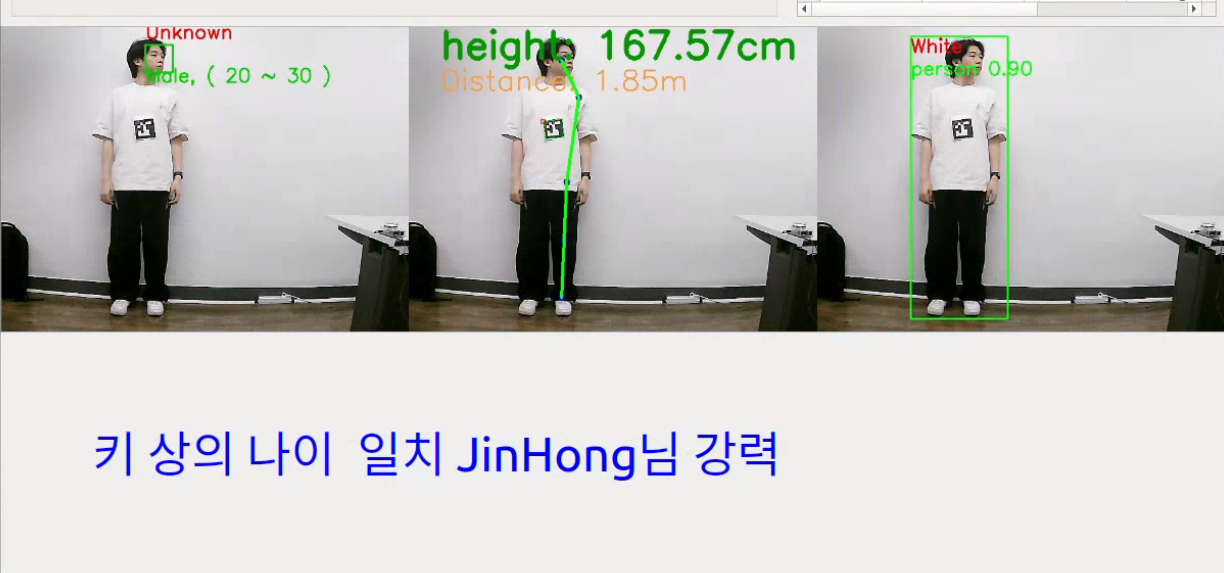 Unknown
male, ( 20 ~ 30 )
height: 167.57cm
Distance: 1.85m
White
person 0.90
키 상의 나이 일치 JinHong님 강력